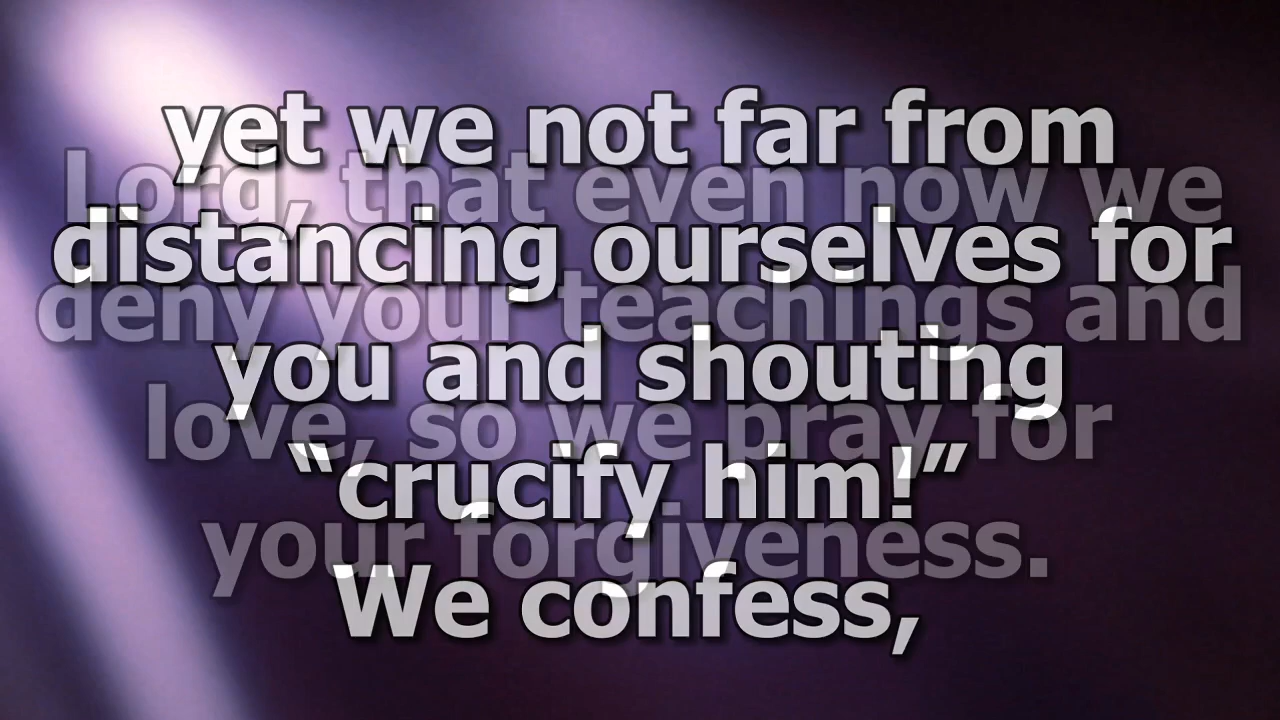 yet we not far from
distancing ourselves for
you and shouting
“crucify him!”
We confess,
Lord, that even now we
deny your teachings and
love, so we pray for
your forgiveness.